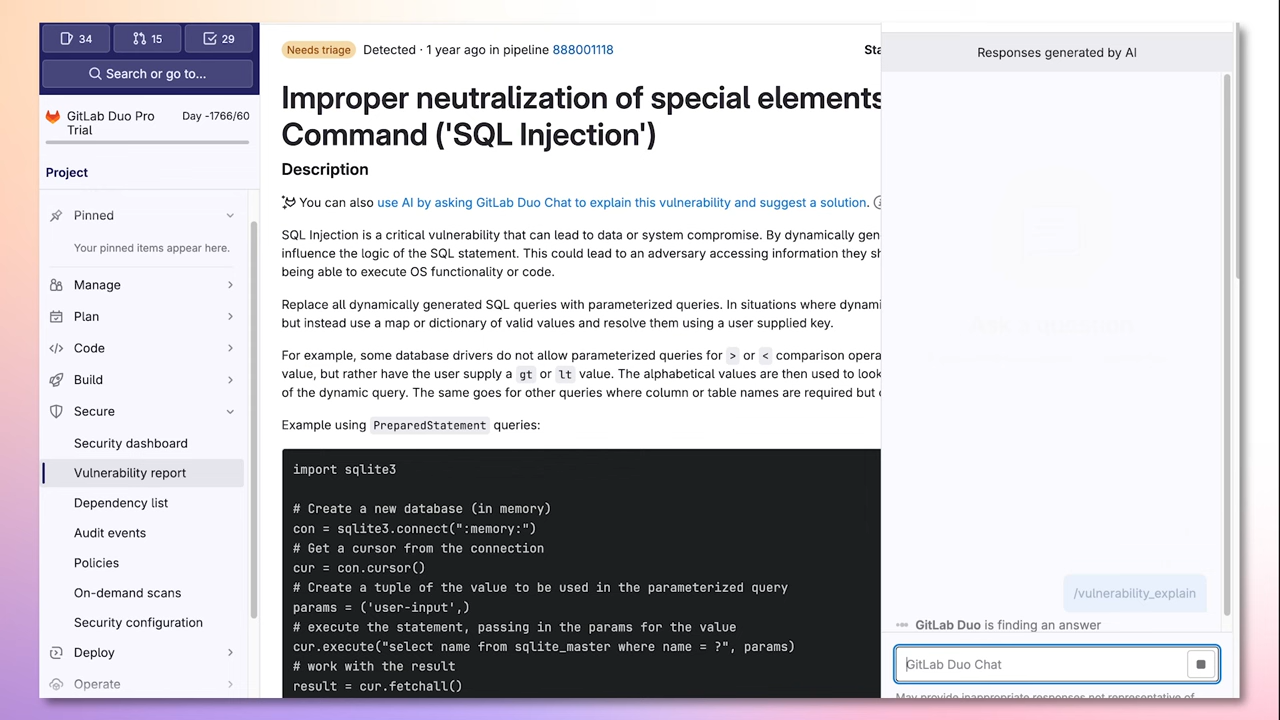 34
15
29
Search or go to...
GitLab Duo Pro
Trial
Day -1766/60
Project
Pinned
Your pinned items appear here.
Manage
Plan
Code
Build
Secure
Security dashboard
Vulnerability report
Dependency list
Audit events
Policies
On-demand scans
Security configuration
Deploy
Operate
Needs triage
Detected · 1 year ago in pipeline 888001118
Improper neutralization of special elements
Command ('SQL Injection')
Description
You can also use AI by asking GitLab Duo Chat to explain this vulnerability and suggest a solution.
SQL Injection is a critical vulnerability that can lead to data or system compromise. By dynamically gen
influence the logic of the SQL statement. This could lead to an adversary accessing information they sh
being able to execute OS functionality or code.
Replace all dynamically generated SQL queries with parameterized queries. In situations where dynami
but instead use a map or dictionary of valid values and resolve them using a user supplied key.
For example, some database drivers do not allow parameterized queries for > or < comparison opera
value, but rather have the user supply a gt or lt value. The alphabetical values are then used to look
of the dynamic query. The same goes for other queries where column or table names are required but c
Example using PreparedStatement queries:
import sqlite3
# Create a new database (in memory)
con = sqlite3.connect(":memory:")
# Get a cursor from the connection
cur = con.cursor()
# Create a tuple of the value to be used in the parameterized query
params = ('user-input',)
# execute the statement, passing in the params for the value
cur.execute("select name from sqlite_master where name = ?", params)
# work with the result
result = cur.fetchall()
Sta
Responses generated by AI
Ask a question
/vulnerability_explain
GitLab Duo is finding an answer
GitLab Duo Chat
May provide inappropriate responses not representative of